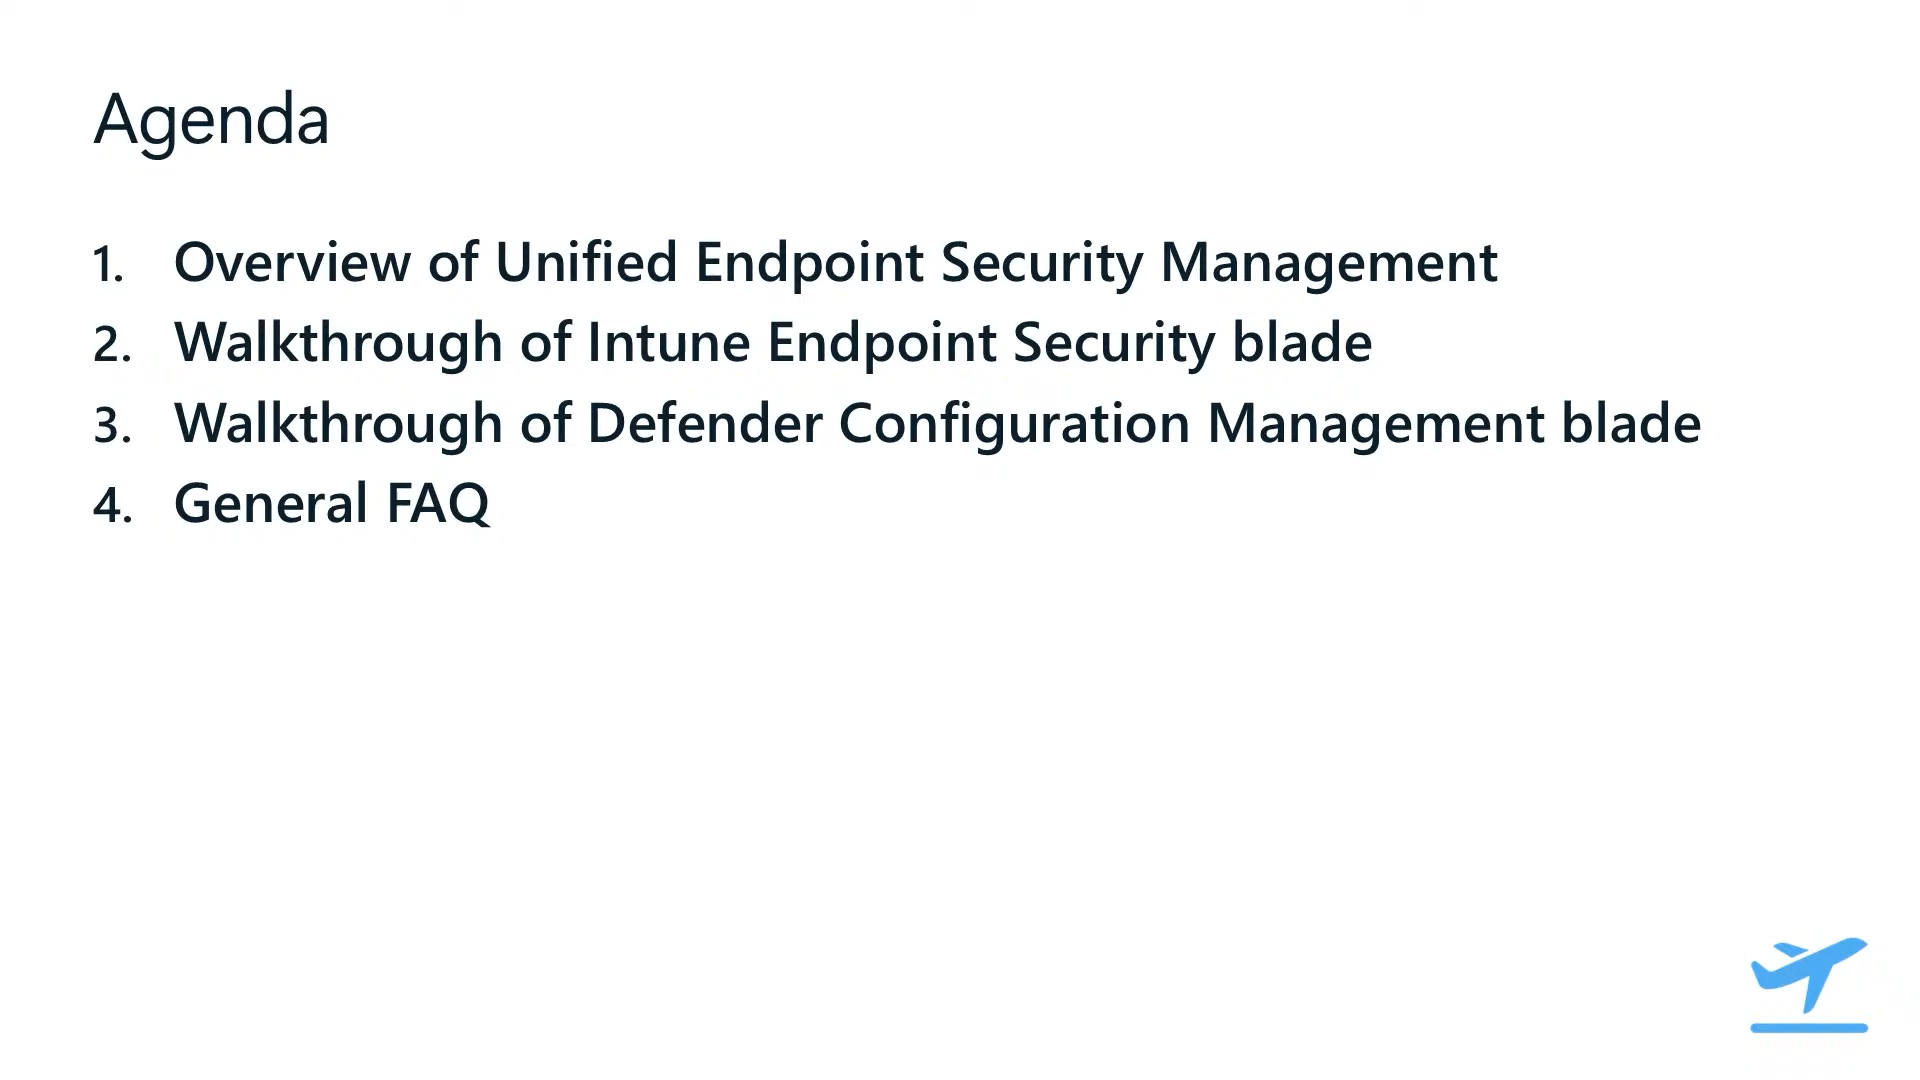 Agenda
1. Overview of Unified Endpoint Security Management
2. Walkthrough of Intune Endpoint Security blade
3. Walkthrough of Defender Configuration Management blade
4. General FAQ